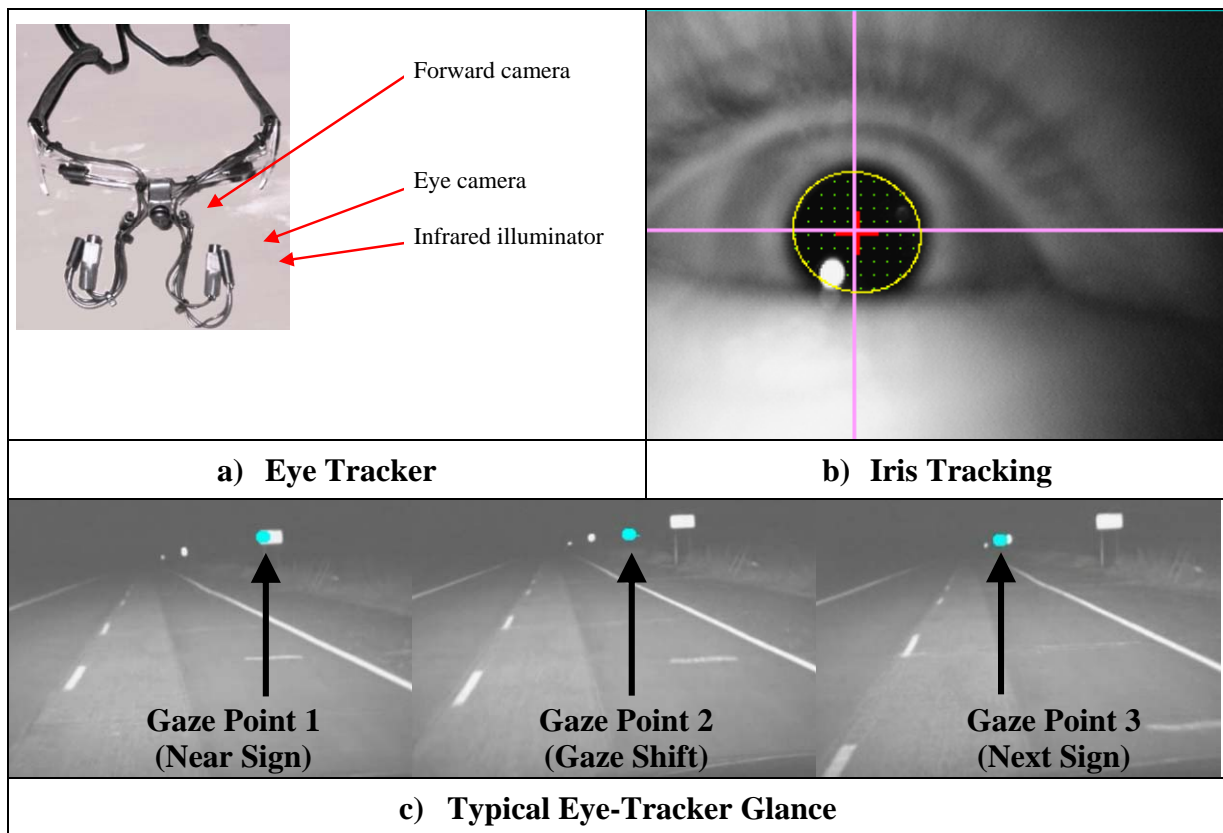 Forward camera
Eye camera
Infrared illuminator
a) Eye Tracker
b) Iris Tracking
Gaze Point 1
(Near Sign)
Gaze Point 2
(Gaze Shift)
Gaze Point 3
(Next Sign)
c) Typical Eye-Tracker Glance